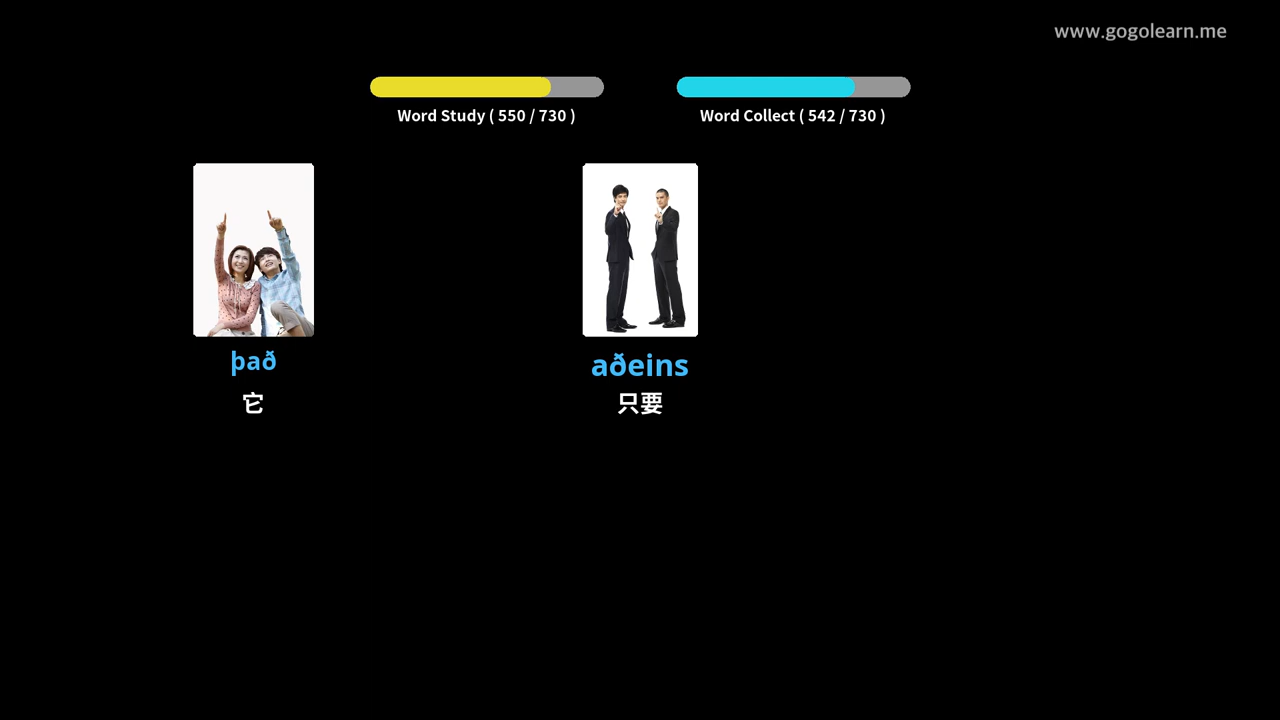 www.gogolearn.me
Word Study ( 550 / 730 )
Word Collect ( 542 / 730 )
það
它
aðeins
只要